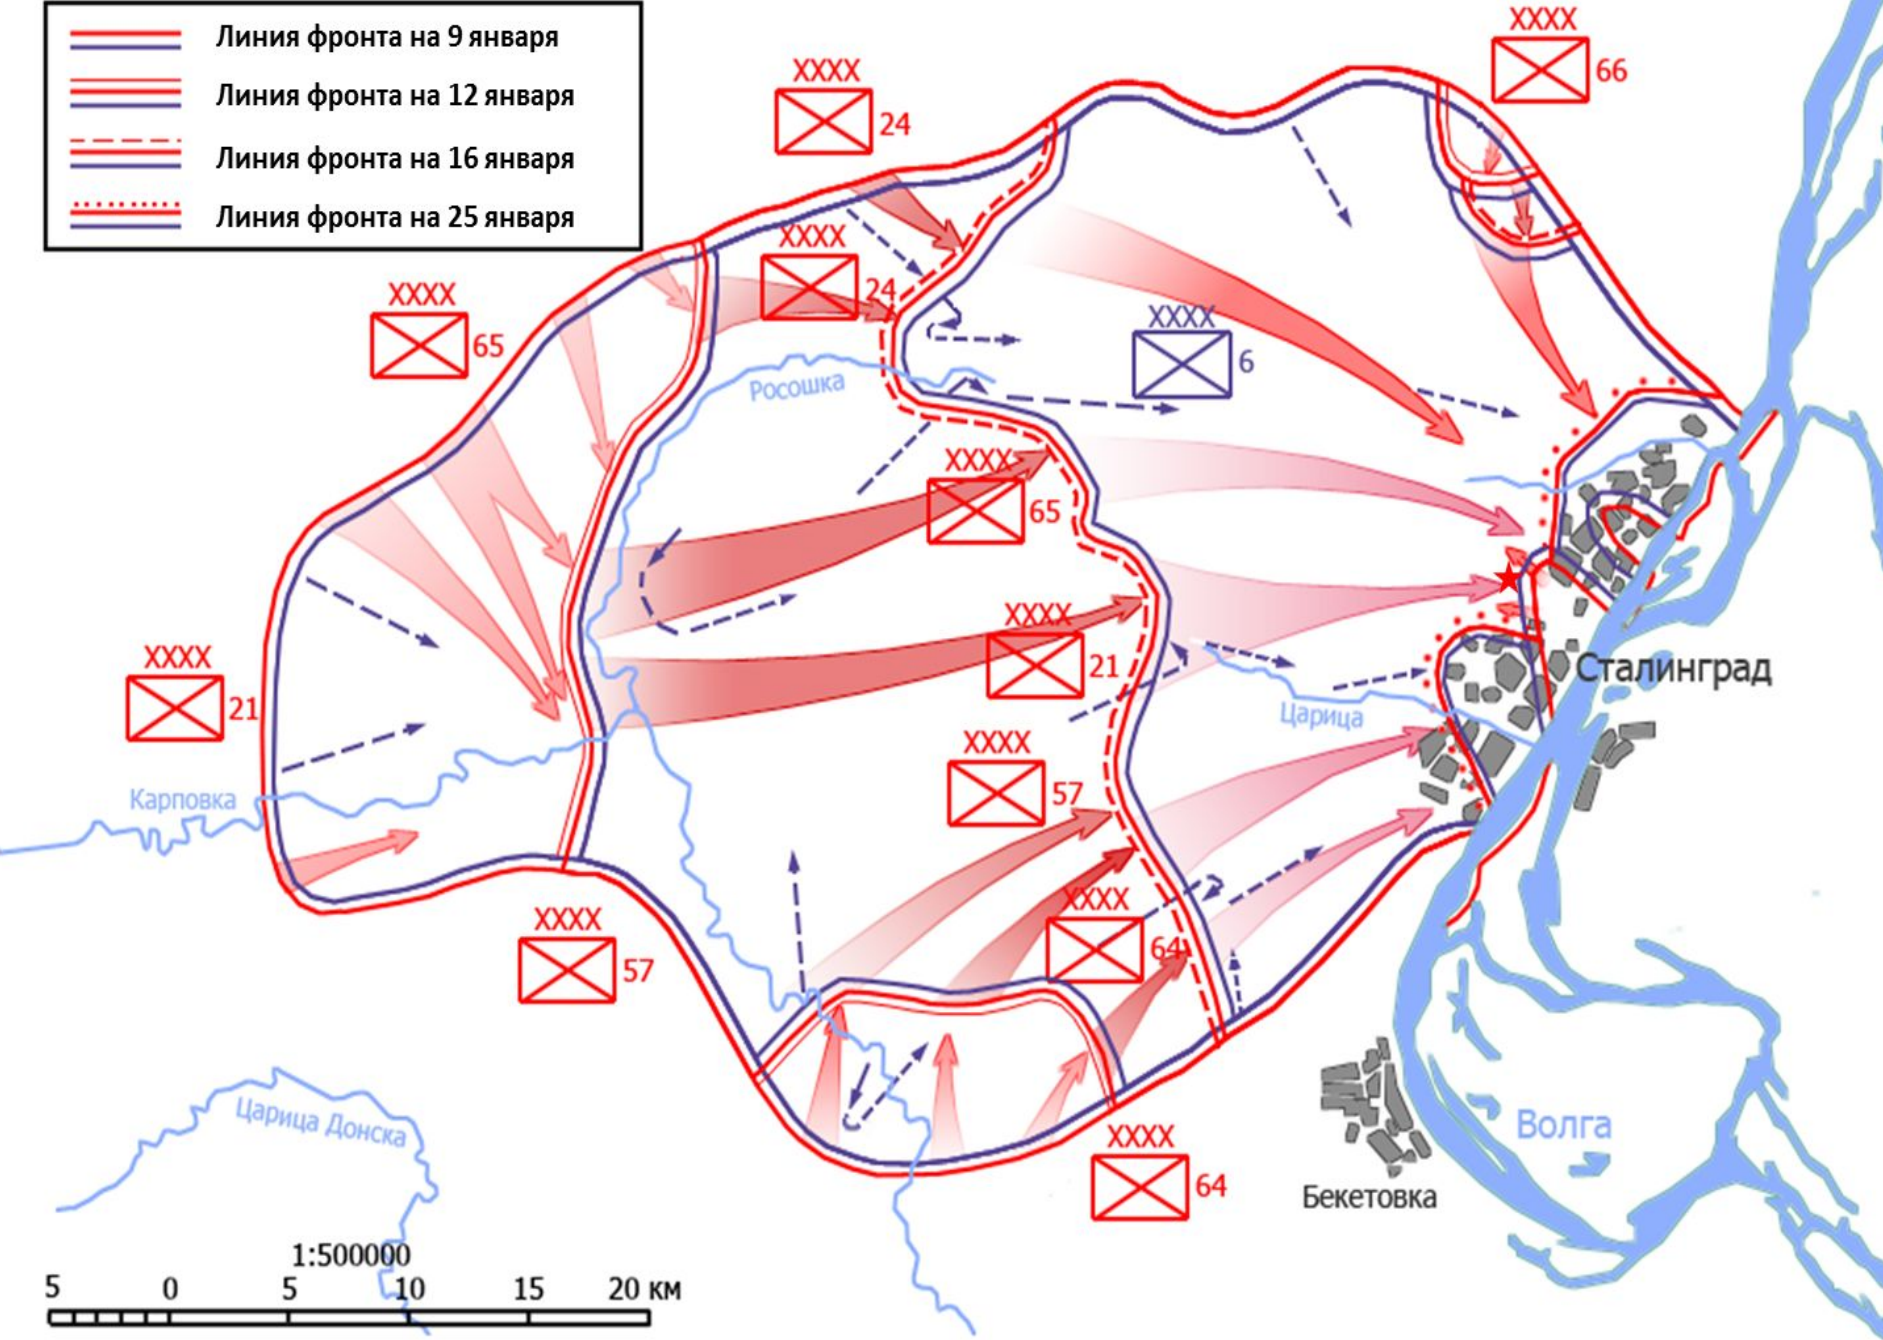 Линия фронта на 9 января
Линия фронта на 12 января
Линия фронта на 16 января
Линия фронта на 25 января
XXXX
66
XXXX
24
XXXX
24
XXXX
65
XXXX
6
Росошка
XXXX
65
XXXX
21
XXXX
21
Сталинград
Царица
XXXX
57
Карповка
XXXX
64
XXXX
57
Царица Донска
Волга
XXXX
64
Бекетовка
1:500000
5 0 5 10 15 20 км